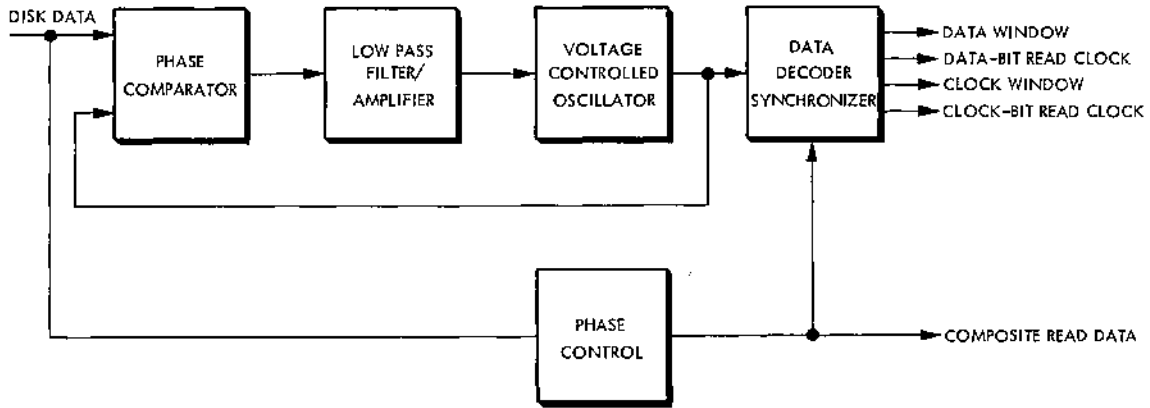 DISK DATA
PHASE
COMPARATOR
LOW PASS
FILTER/
AMPLIFIER
VOLTAGE
CONTROLLED
OSCILLATOR
DATA
DECODER
SYNCHRONIZER
DATA WINDOW
DATA-BIT READ CLOCK
CLOCK WINDOW
CLOCK-BIT READ CLOCK
PHASE
CONTROL
COMPOSITE READ DATA